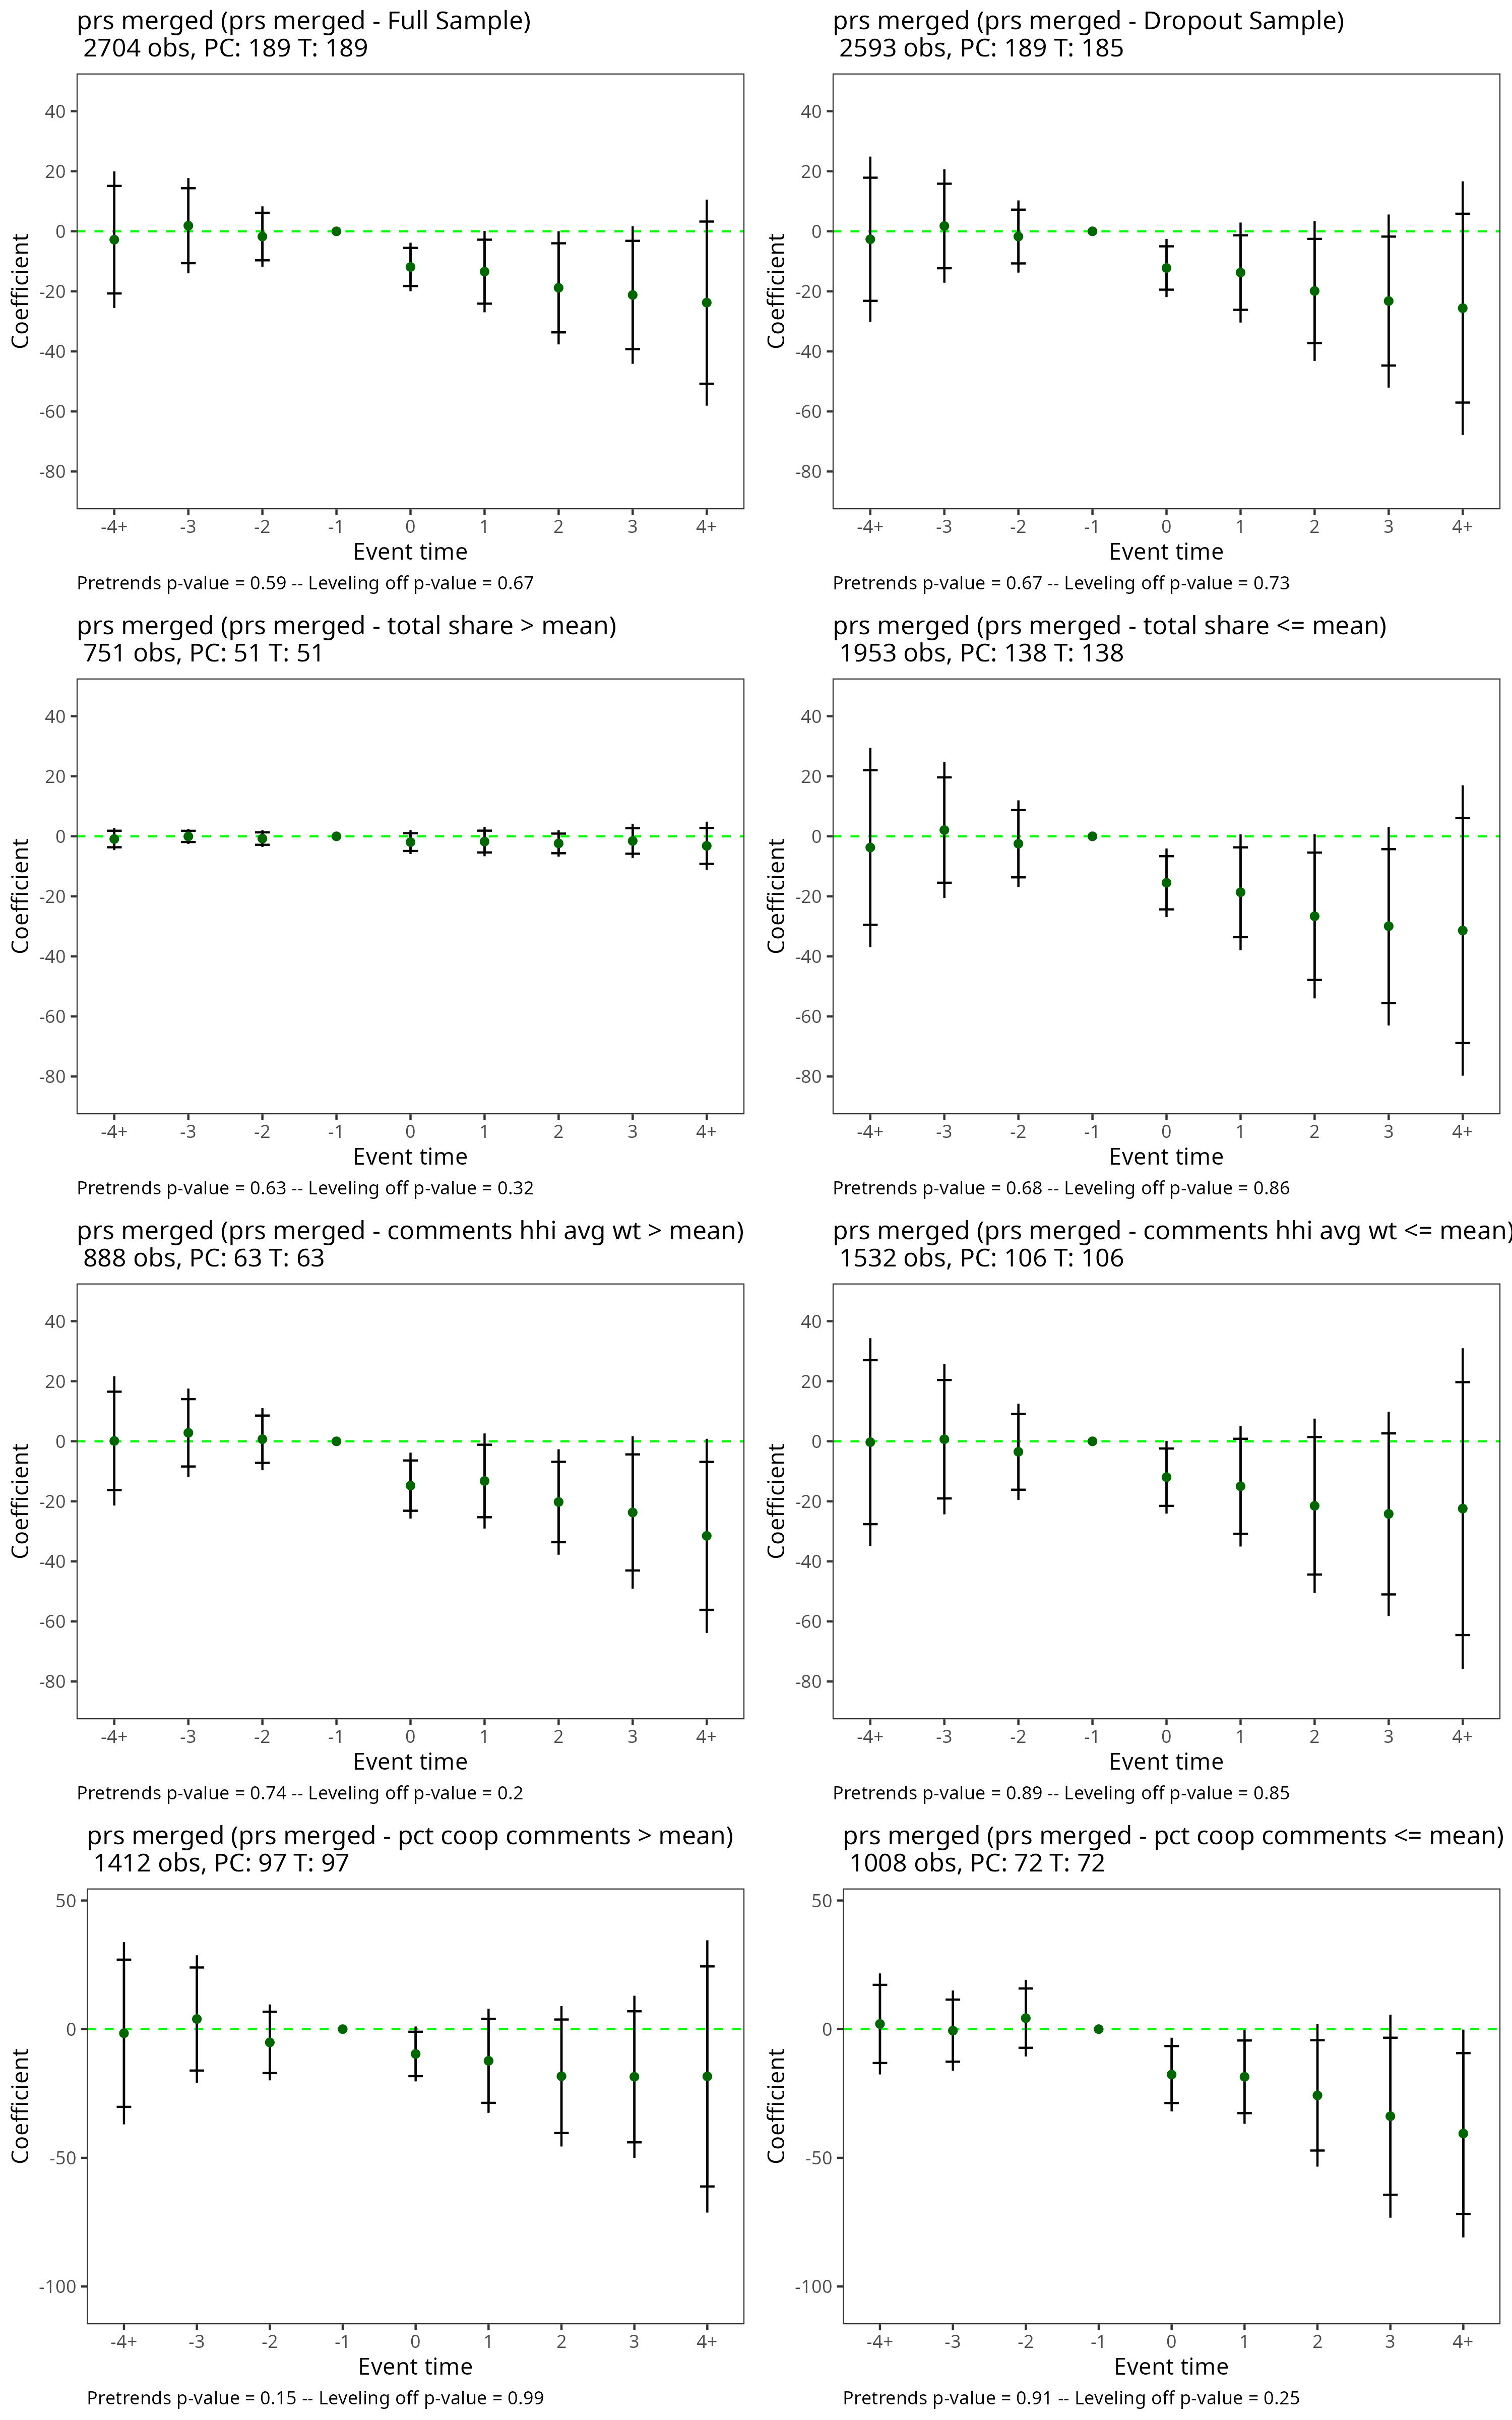 prs merged (prs merged - Full Sample)
2704 obs, PC: 189 T: 189
40
20
0
-20
-40
-60
-80
Coefficient
-4+ -3 -2 -1 0 1 2 3 4+
Event time
Pretrends p-value = 0.59 -- Leveling off p-value = 0.67
prs merged (prs merged - Dropout Sample)
2593 obs, PC: 189 T: 185
40
20
0
-20
-40
-60
-80
Coefficient
-4+ -3 -2 -1 0 1 2 3 4+
Event time
Pretrends p-value = 0.67 -- Leveling off p-value = 0.73
prs merged (prs merged - total share > mean)
751 obs, PC: 51 T: 51
40
20
0
-20
-40
-60
-80
Coefficient
-4+ -3 -2 -1 0 1 2 3 4+
Event time
Pretrends p-value = 0.63 -- Leveling off p-value = 0.32
prs merged (prs merged - total share <= mean)
1953 obs, PC: 138 T: 138
40
20
0
-20
-40
-60
-80
Coefficient
-4+ -3 -2 -1 0 1 2 3 4+
Event time
Pretrends p-value = 0.68 -- Leveling off p-value = 0.86
prs merged (prs merged - comments hhi avg wt > mean)
888 obs, PC: 63 T: 63
40
20
0
-20
-40
-60
-80
Coefficient
-4+ -3 -2 -1 0 1 2 3 4+
Event time
Pretrends p-value = 0.74 -- Leveling off p-value = 0.2
prs merged (prs merged - comments hhi avg wt <= mean)
1532 obs, PC: 106 T: 106
40
20
0
-20
-40
-60
-80
Coefficient
-4+ -3 -2 -1 0 1 2 3 4+
Event time
Pretrends p-value = 0.89 -- Leveling off p-value = 0.85
prs merged (prs merged - pct coop comments > mean)
1412 obs, PC: 97 T: 97
50
0
-50
-100
Coefficient
-4+ -3 -2 -1 0 1 2 3 4+
Event time
Pretrends p-value = 0.15 -- Leveling off p-value = 0.99
prs merged (prs merged - pct coop comments <= mean)
1008 obs, PC: 72 T: 72
50
0
-50
-100
Coefficient
-4+ -3 -2 -1 0 1 2 3 4+
Event time
Pretrends p-value = 0.91 -- Leveling off p-value = 0.25